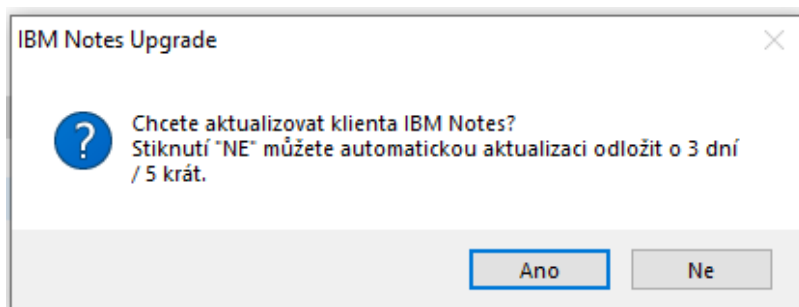 IBM Notes Upgrade
Chcete aktualizovat klienta IBM Notes?
Stiknutí "NE" můžete automatickou aktualizaci odložit o 3 dní
/ 5 krát.
Ano
Ne